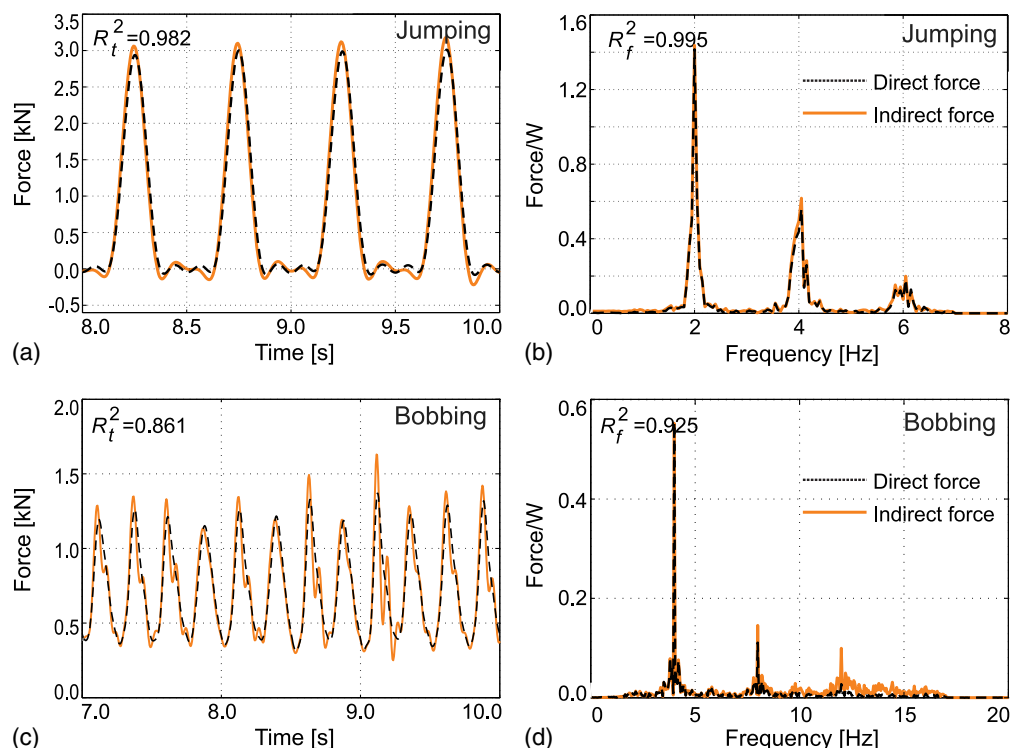 3.5
3.0
2.5
2.0
1.5
1.0
0.5
0.0
-0.5
Force [kN]
R_t^2=0.982
Jumping
8.0 8.5 9.0 9.5 10.0
(a) Time [s]
1.6
1.2
0.8
0.4
0.0
Force/W
R_f^2=0.995
Jumping
Direct force
Indirect force
0 2 4 6 8
(b) Frequency [Hz]
2.0
1.5
1.0
0.5
0.0
Force [kN]
R_t^2=0.861
Bobbing
7.0 8.0 9.0 10.0
(c) Time [s]
0.6
0.4
0.2
0.0
Force/W
R_f^2=0.925
Bobbing
Direct force
Indirect force
0 5 10 15 20
(d) Frequency [Hz]